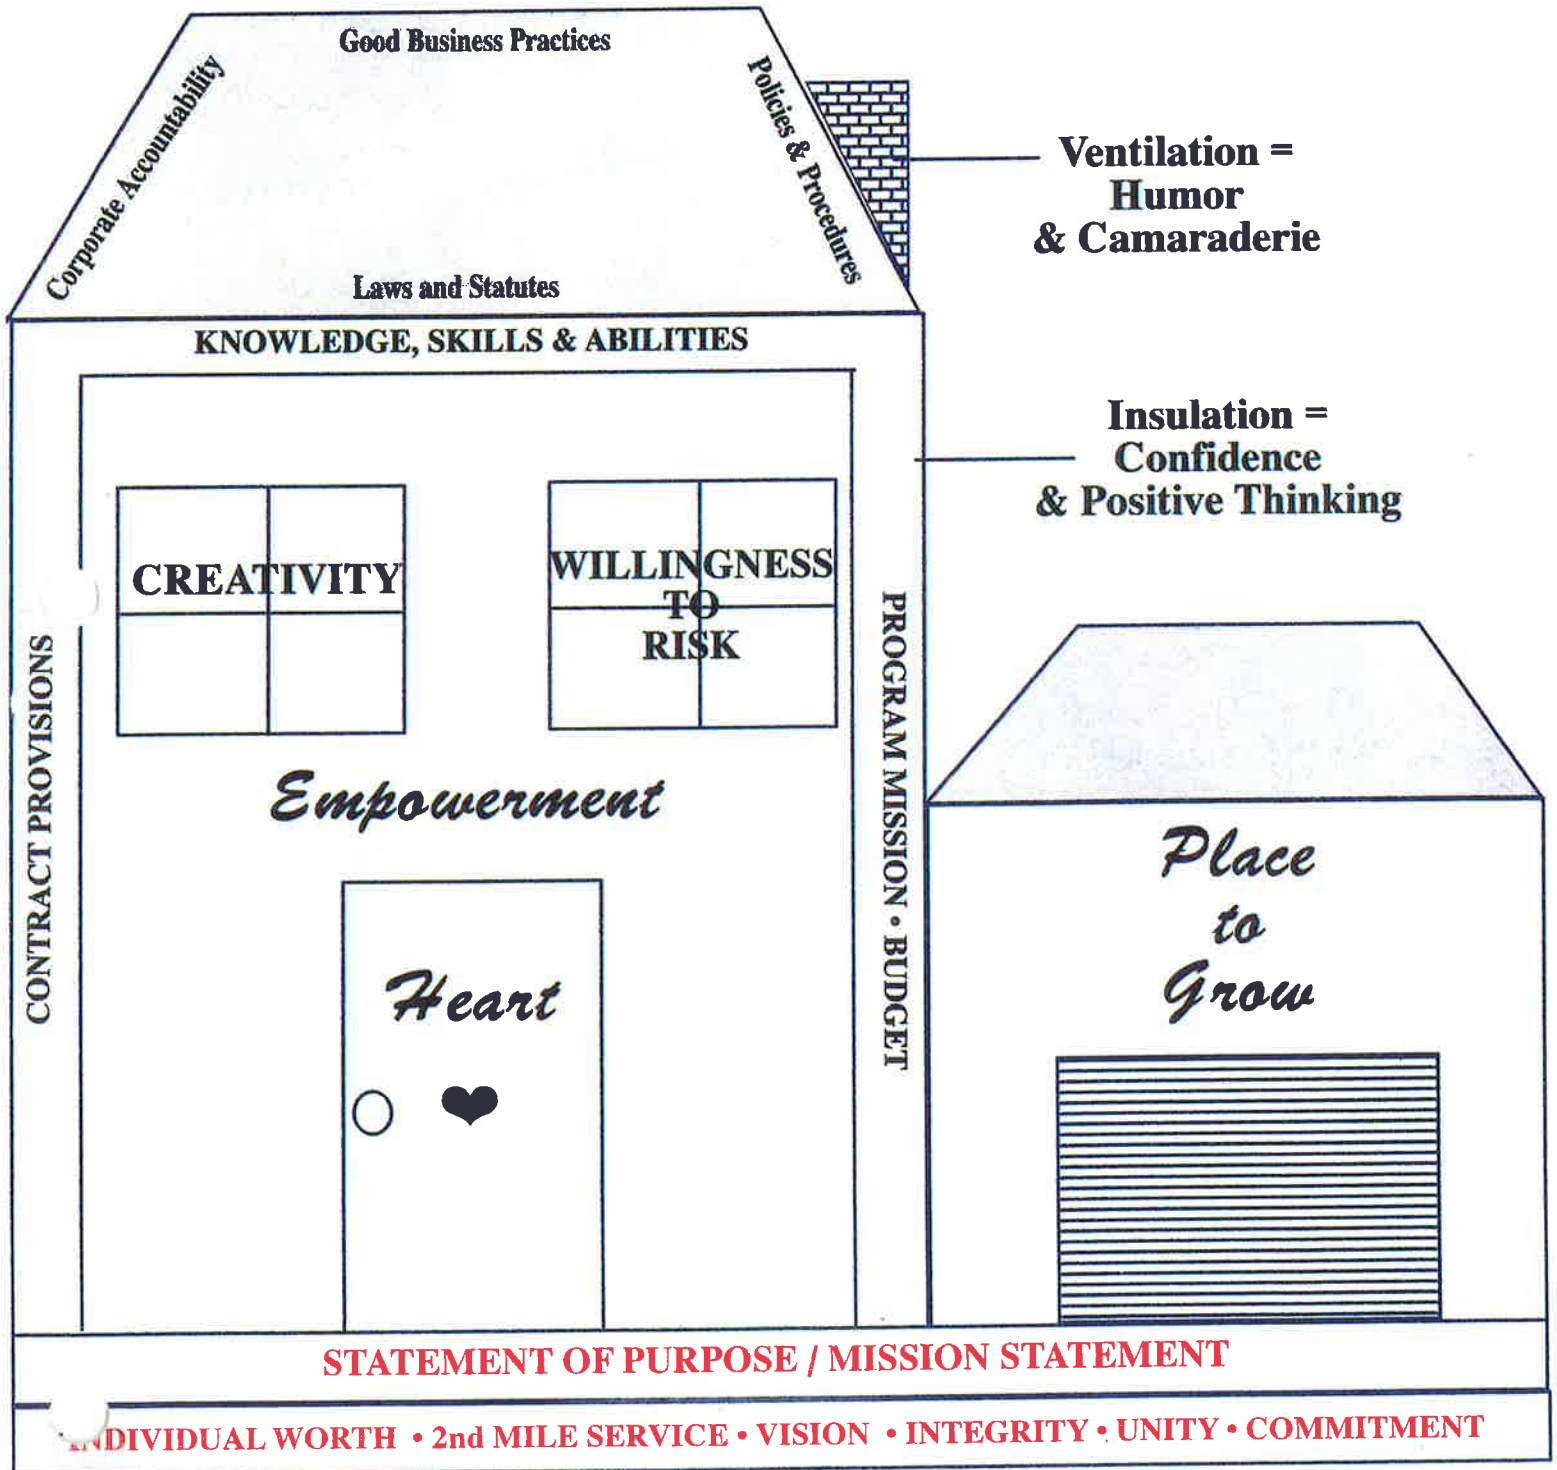 Good Business Practices
Corporate Accountability
Policies & Procedures
Laws and Statutes
Ventilation =
Humor
& Camaraderie
KNOWLEDGE, SKILLS & ABILITIES
Insulation =
Confidence
& Positive Thinking
CREATIVITY
WILLINGNESS
TO
RISK
CONTRACT PROVISIONS
PROGRAM MISSION • BUDGET
Empowerment
Heart
Place
to
Grow
STATEMENT OF PURPOSE / MISSION STATEMENT
INDIVIDUAL WORTH • 2nd MILE SERVICE • VISION • INTEGRITY • UNITY • COMMITMENT